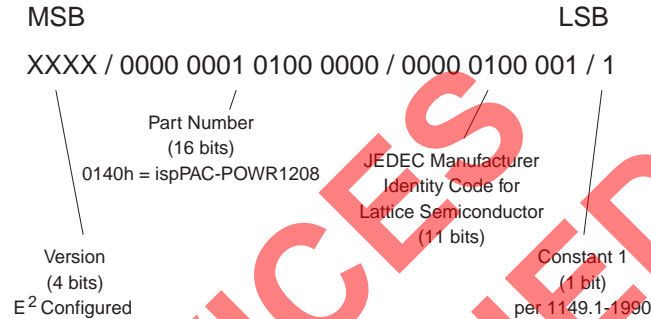 MSB LSB
XXXX / 0000 0001 0100 0000 / 0000 0100 001 / 1
Part Number
(16 bits)
0140h = ispPAC-POWR1208
JEDEC Manufacturer
Identity Code for
Lattice Semiconductor
(11 bits)
Version
(4 bits)
E² Configured
Constant 1
(1 bit)
per 1149.1-1990